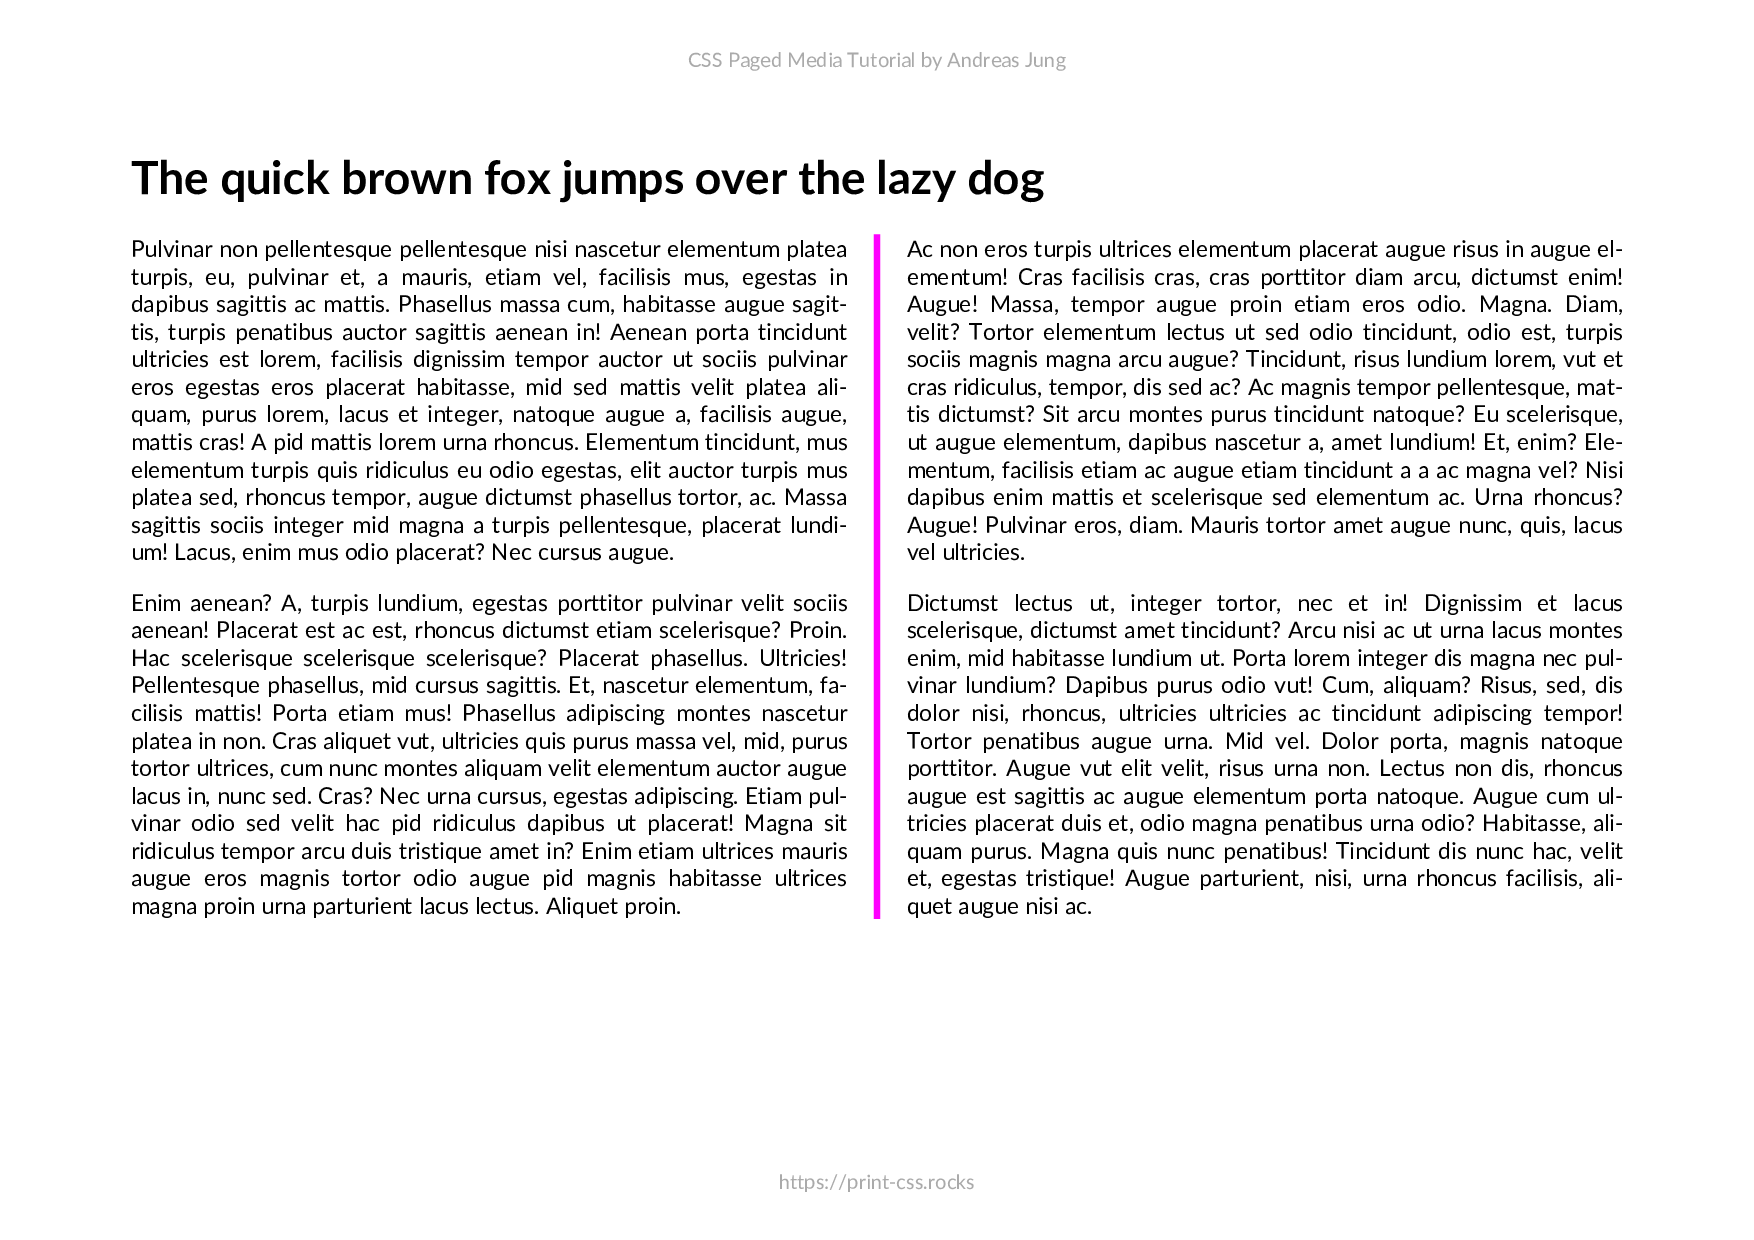 CSS Paged Media Tutorial by Andreas Jung
The quick brown fox jumps over the lazy dog
Pulvinar non pellentesque pellentesque nisi nascetur elementum platea
turpis, eu, pulvinar et, a mauris, etiam vel, facilisis mus, egestas in
dapibus sagittis ac mattis. Phasellus massa cum, habitasse augue sagit-
tis, turpis penatibus auctor sagittis aenean in! Aenean porta tincidunt
ultricies est lorem, facilisis dignissim tempor auctor ut sociis pulvinar
eros egestas eros placerat habitasse, mid sed mattis velit platea ali-
quam, purus lorem, lacus et integer, natoque augue a, facilisis augue,
mattis cras! A pid mattis lorem urna rhoncus. Elementum tincidunt, mus
elementum turpis quis ridiculus eu odio egestas, elit auctor turpis mus
platea sed, rhoncus tempor, augue dictumst phasellus tortor, ac. Massa
sagittis sociis integer mid magna a turpis pellentesque, placerat lundi-
um! Lacus, enim mus odio placerat? Nec cursus augue.
Enim aenean? A, turpis lundium, egestas porttitor pulvinar velit sociis
aenean! Placerat est ac est, rhoncus dictumst etiam scelerisque? Proin.
Hac scelerisque scelerisque scelerisque? Placerat phasellus. Ultricies!
Pellentesque phasellus, mid cursus sagittis. Et, nascetur elementum, fa-
cilisis mattis! Porta etiam mus! Phasellus adipiscing montes nascetur
platea in non. Cras aliquet vut, ultricies quis purus massa vel, mid, purus
tortor ultrices, cum nunc montes aliquam velit elementum auctor augue
lacus in, nunc sed. Cras? Nec urna cursus, egestas adipiscing. Etiam pul-
vinar odio sed velit hac pid ridiculus dapibus ut placerat! Magna sit
ridiculus tempor arcu duis tristique amet in? Enim etiam ultrices mauris
augue eros magnis tortor odio augue pid magnis habitasse ultrices
magna proin urna parturient lacus lectus. Aliquet proin.
Ac non eros turpis ultrices elementum placerat augue risus in augue el-
ementum! Cras facilisis cras, cras porttitor diam arcu, dictumst enim!
Augue! Massa, tempor augue proin etiam eros odio. Magna. Diam,
velit? Tortor elementum lectus ut sed odio tincidunt, odio est, turpis
sociis magnis magna arcu augue? Tincidunt, risus lundium lorem, vut et
cras ridiculus, tempor, dis sed ac? Ac magnis tempor pellentesque, mat-
tis dictumst? Sit arcu montes purus tincidunt natoque? Eu scelerisque,
ut augue elementum, dapibus nascetur a, amet lundium! Et, enim? Ele-
mentum, facilisis etiam ac augue etiam tincidunt a a ac magna vel? Nisi
dapibus enim mattis et scelerisque sed elementum ac. Urna rhoncus?
Augue! Pulvinar eros, diam. Mauris tortor amet augue nunc, quis, lacus
vel ultricies.
Dictumst lectus ut, integer tortor, nec et in! Dignissim et lacus
scelerisque, dictumst amet tincidunt? Arcu nisi ac ut urna lacus montes
enim, mid habitasse lundium ut. Porta lorem integer dis magna nec pul-
vinar lundium? Dapibus purus odio vut! Cum, aliquam? Risus, sed, dis
dolor nisi, rhoncus, ultricies ultricies ac tincidunt adipiscing tempor!
Tortor penatibus augue urna. Mid vel. Dolor porta, magnis natoque
porttitor. Augue vut elit velit, risus urna non. Lectus non dis, rhoncus
augue est sagittis ac augue elementum porta natoque. Augue cum ul-
tricies placerat duis et, odio magna penatibus urna odio? Habitasse, ali-
quam purus. Magna quis nunc penatibus! Tincidunt dis nunc hac, velit
et, egestas tristique! Augue parturient, nisi, urna rhoncus facilisis, ali-
quet augue nisi ac.
https://print-css.rocks